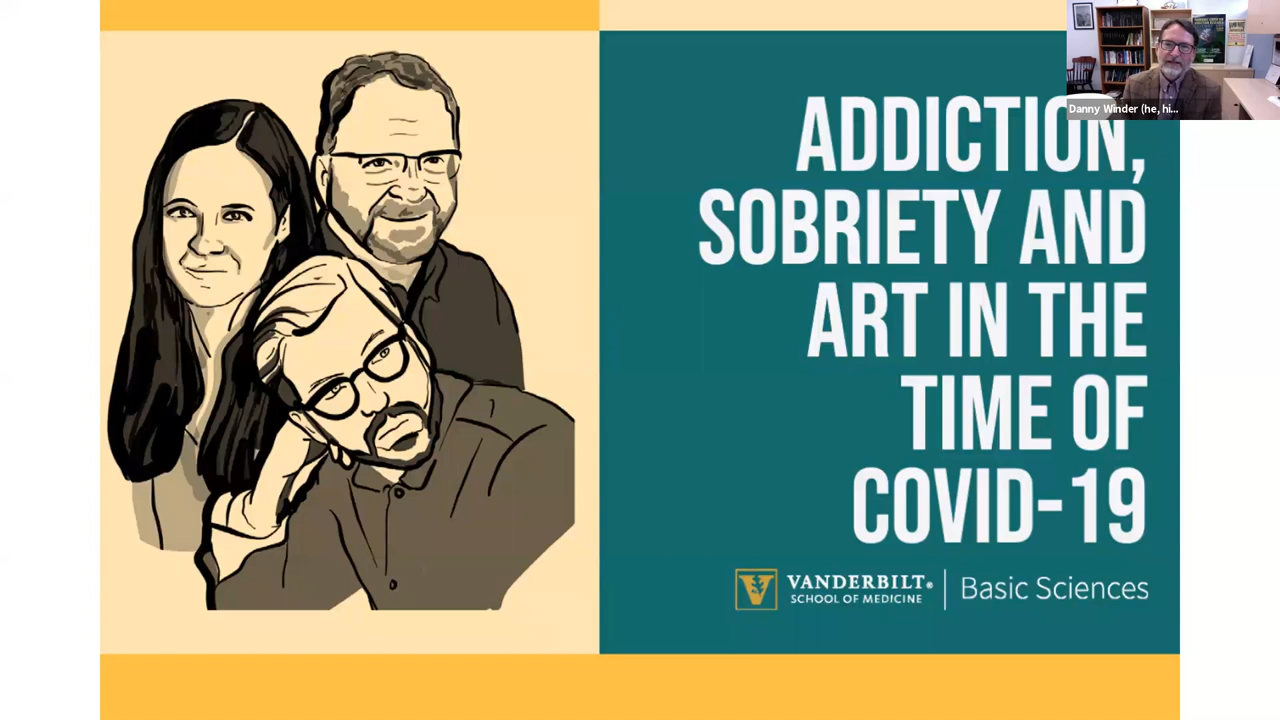 Danny Winder (he, hi...
ADDICTION,
SOBRIETY AND
ART IN THE
TIME OF
COVID-19
VANDERBILT®
SCHOOL OF MEDICINE
Basic Sciences